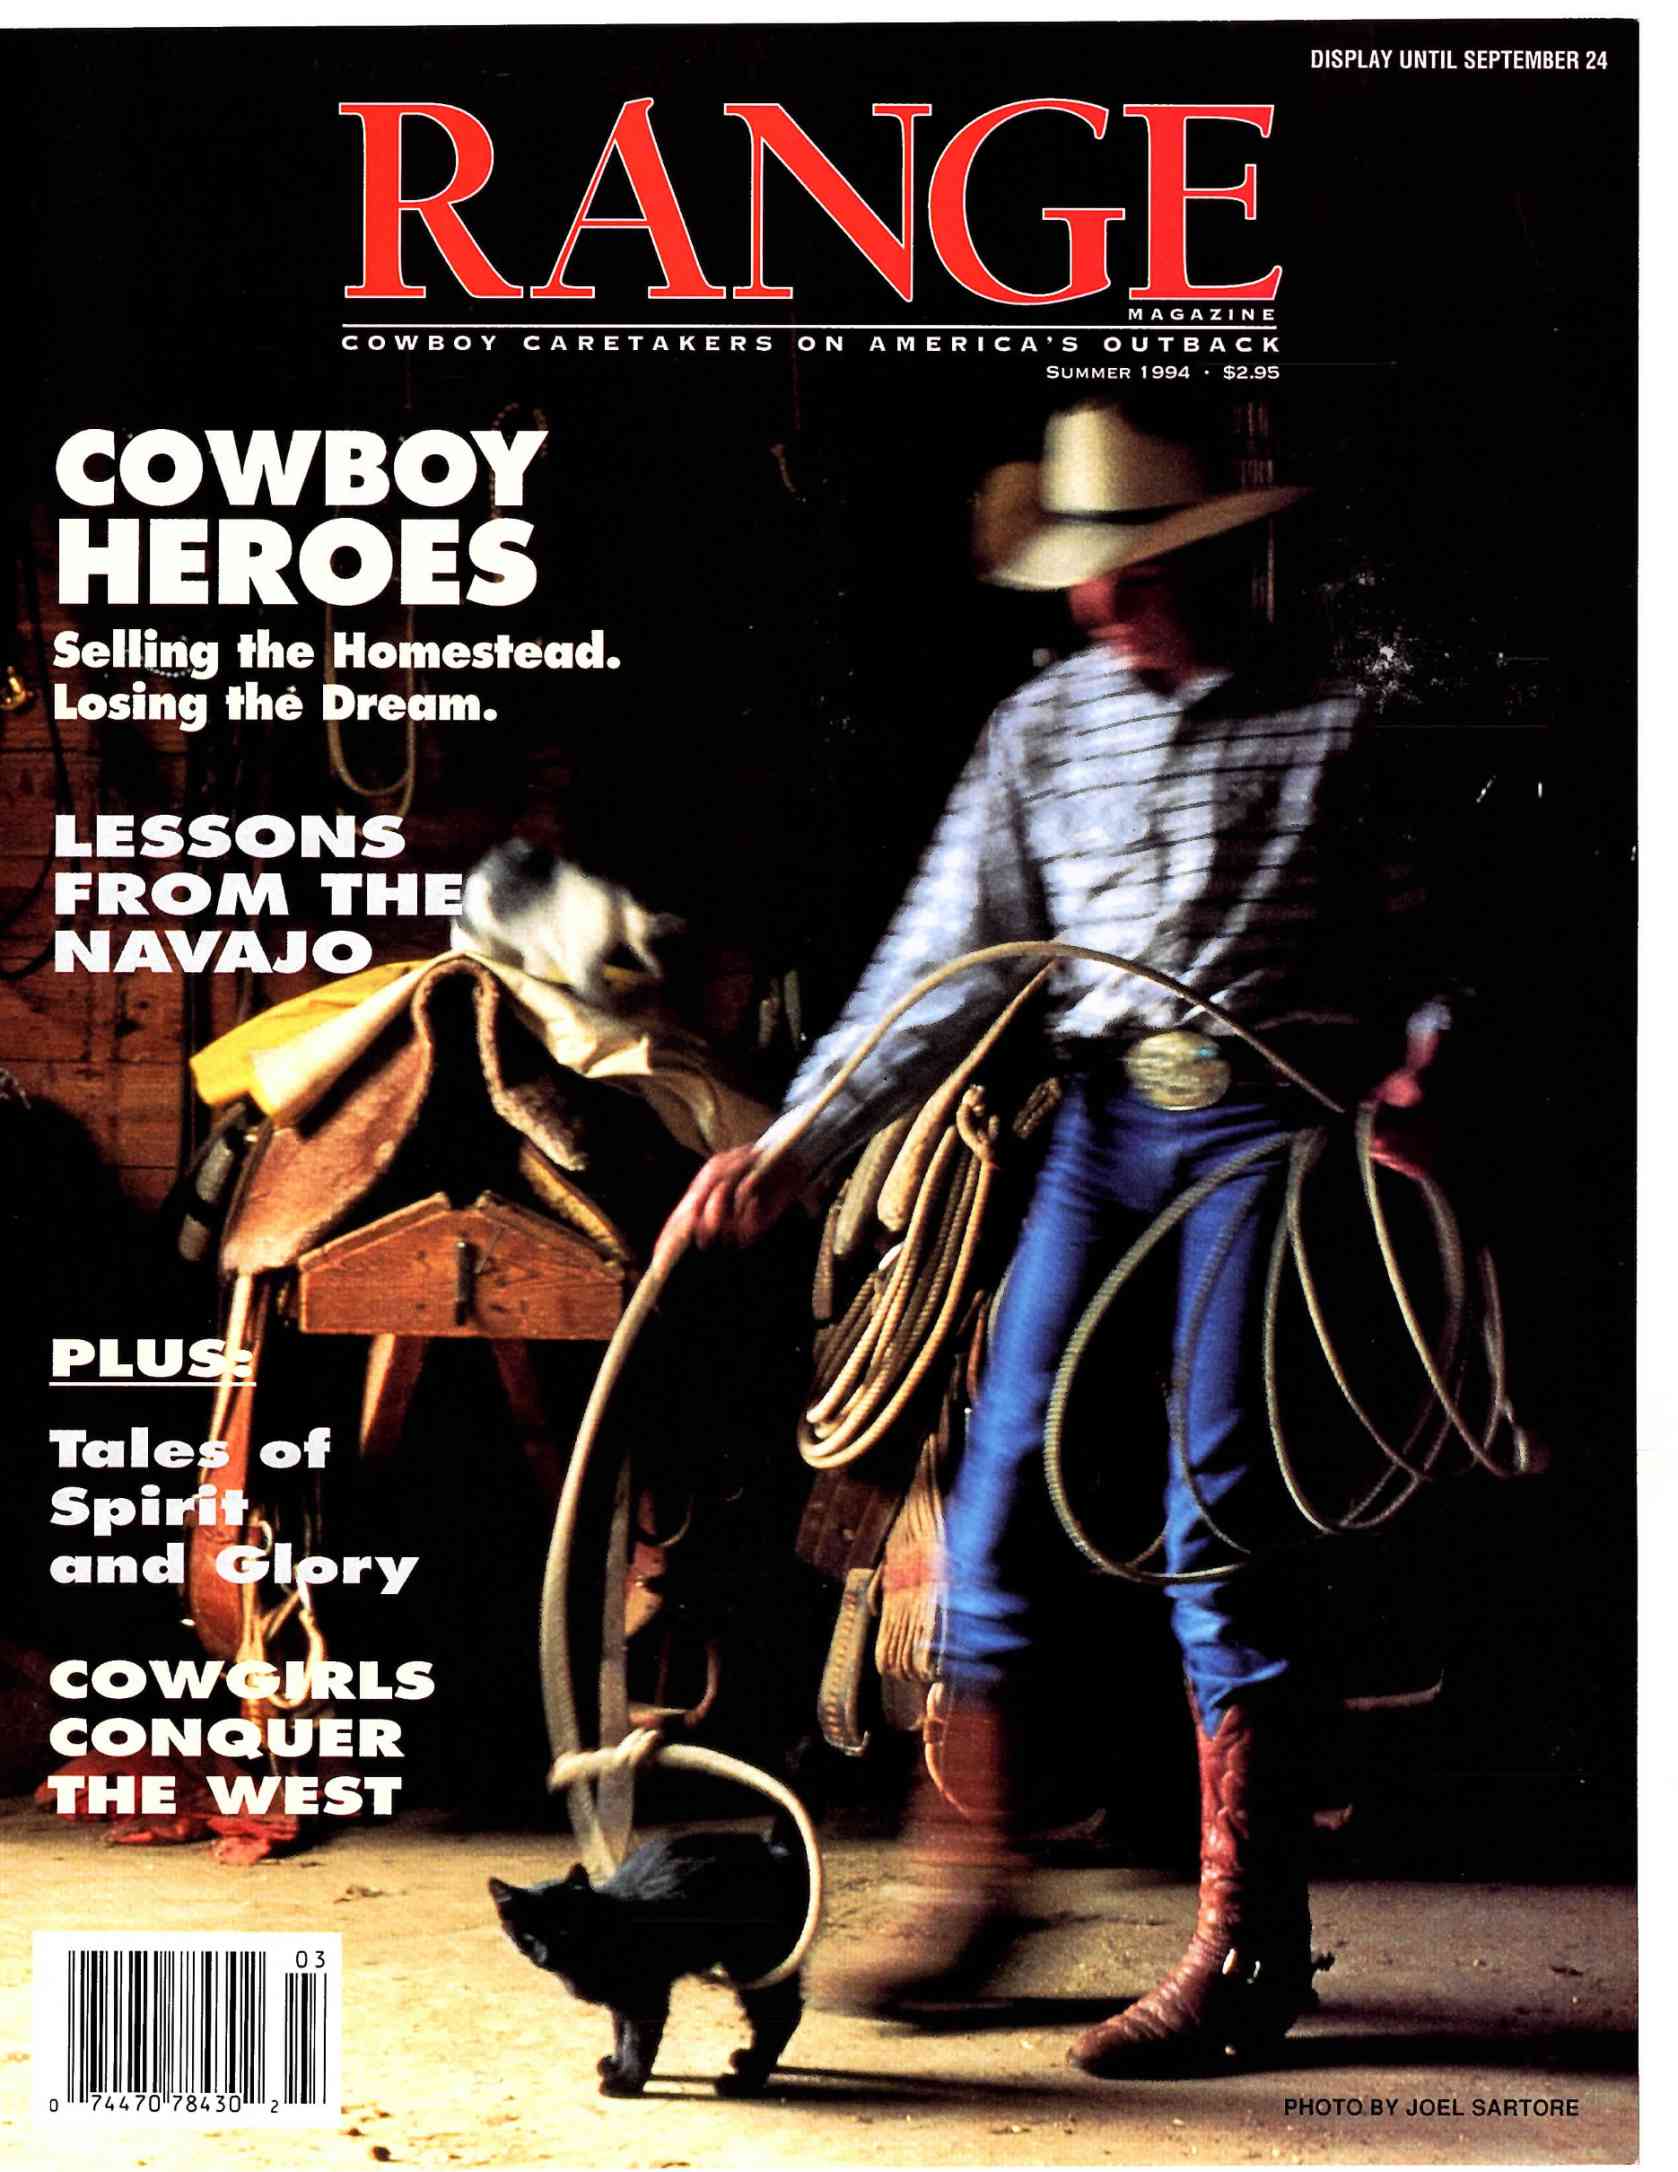 DISPLAY UNTIL SEPTEMBER 24
RANGE
MAGAZINE
COWBOY CARETAKERS ON AMERICA'S OUTBACK
SUMMER 1994 · $2.95
COWBOY
HEROES
Selling the Homestead.
Losing the Dream.
LESSONS
FROM THE
NAVAJO
PLUS:
Tales of
Spirit
and Glory
COWGIRLS
CONQUER
THE WEST
03
0 74470 78430 2
PHOTO BY JOEL SARTORE